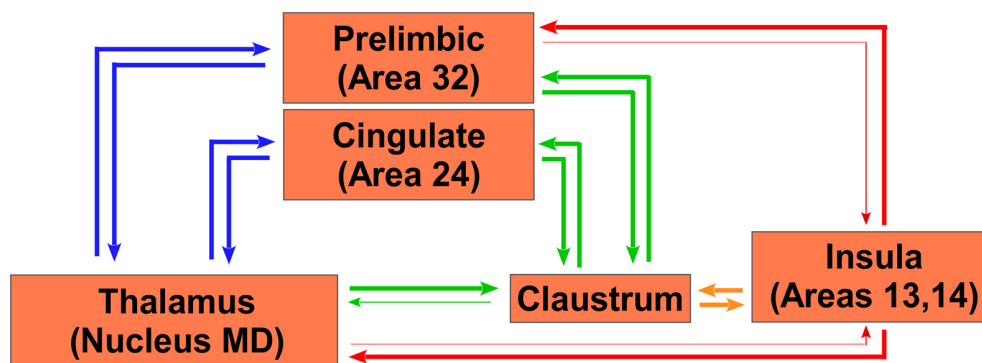 Prelimbic
(Area 32)
Cingulate
(Area 24)
Thalamus
(Nucleus MD)
Claustrum
Insula
(Areas 13,14)